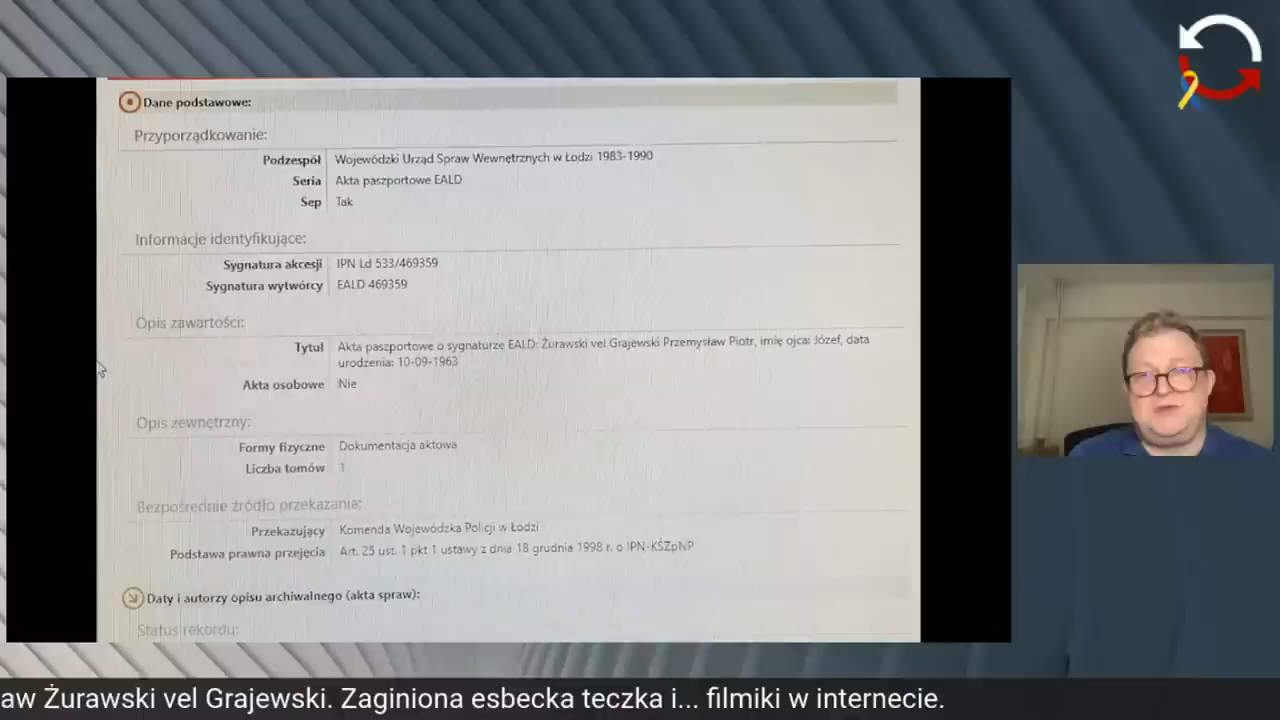 Dane podstawowe:
Przyporządkowanie:
Podzespół Wojewódzki Urząd Spraw Wewnętrznych w Łodzi 1983-1990
Seria Akta paszportowe EALD
Sep Tak
Informacje identyfikujące:
Sygnatura akcesji IPN Ld 533/469359
Sygnatura wytwórcy EALD 469359
Opis zawartości:
Tytuł Akta paszportowe o sygnaturze EALD: Żurawski vel Grajewski Przemysław Piotr, imię ojca: Józef, data
urodzenia: 10-09-1963
Akta osobowe Nie
Opis zewnętrzny:
Formy fizyczne Dokumentacja aktowa
Liczba tomów 1
Bezpośrednie źródło przekazania:
Przekazujący Komenda Wojewódzka Policji w Łodzi
Podstawa prawna przejęcia Art. 25 ust. 1 pkt 1 ustawy z dnia 18 grudnia 1998 r. o IPN-KŚZpNP
Daty i autorzy opisu archiwalnego (akta spraw):
Status rekordu:
aw Żurawski vel Grajewski. Zaginiona esbecka teczka i... filmiki w internecie.